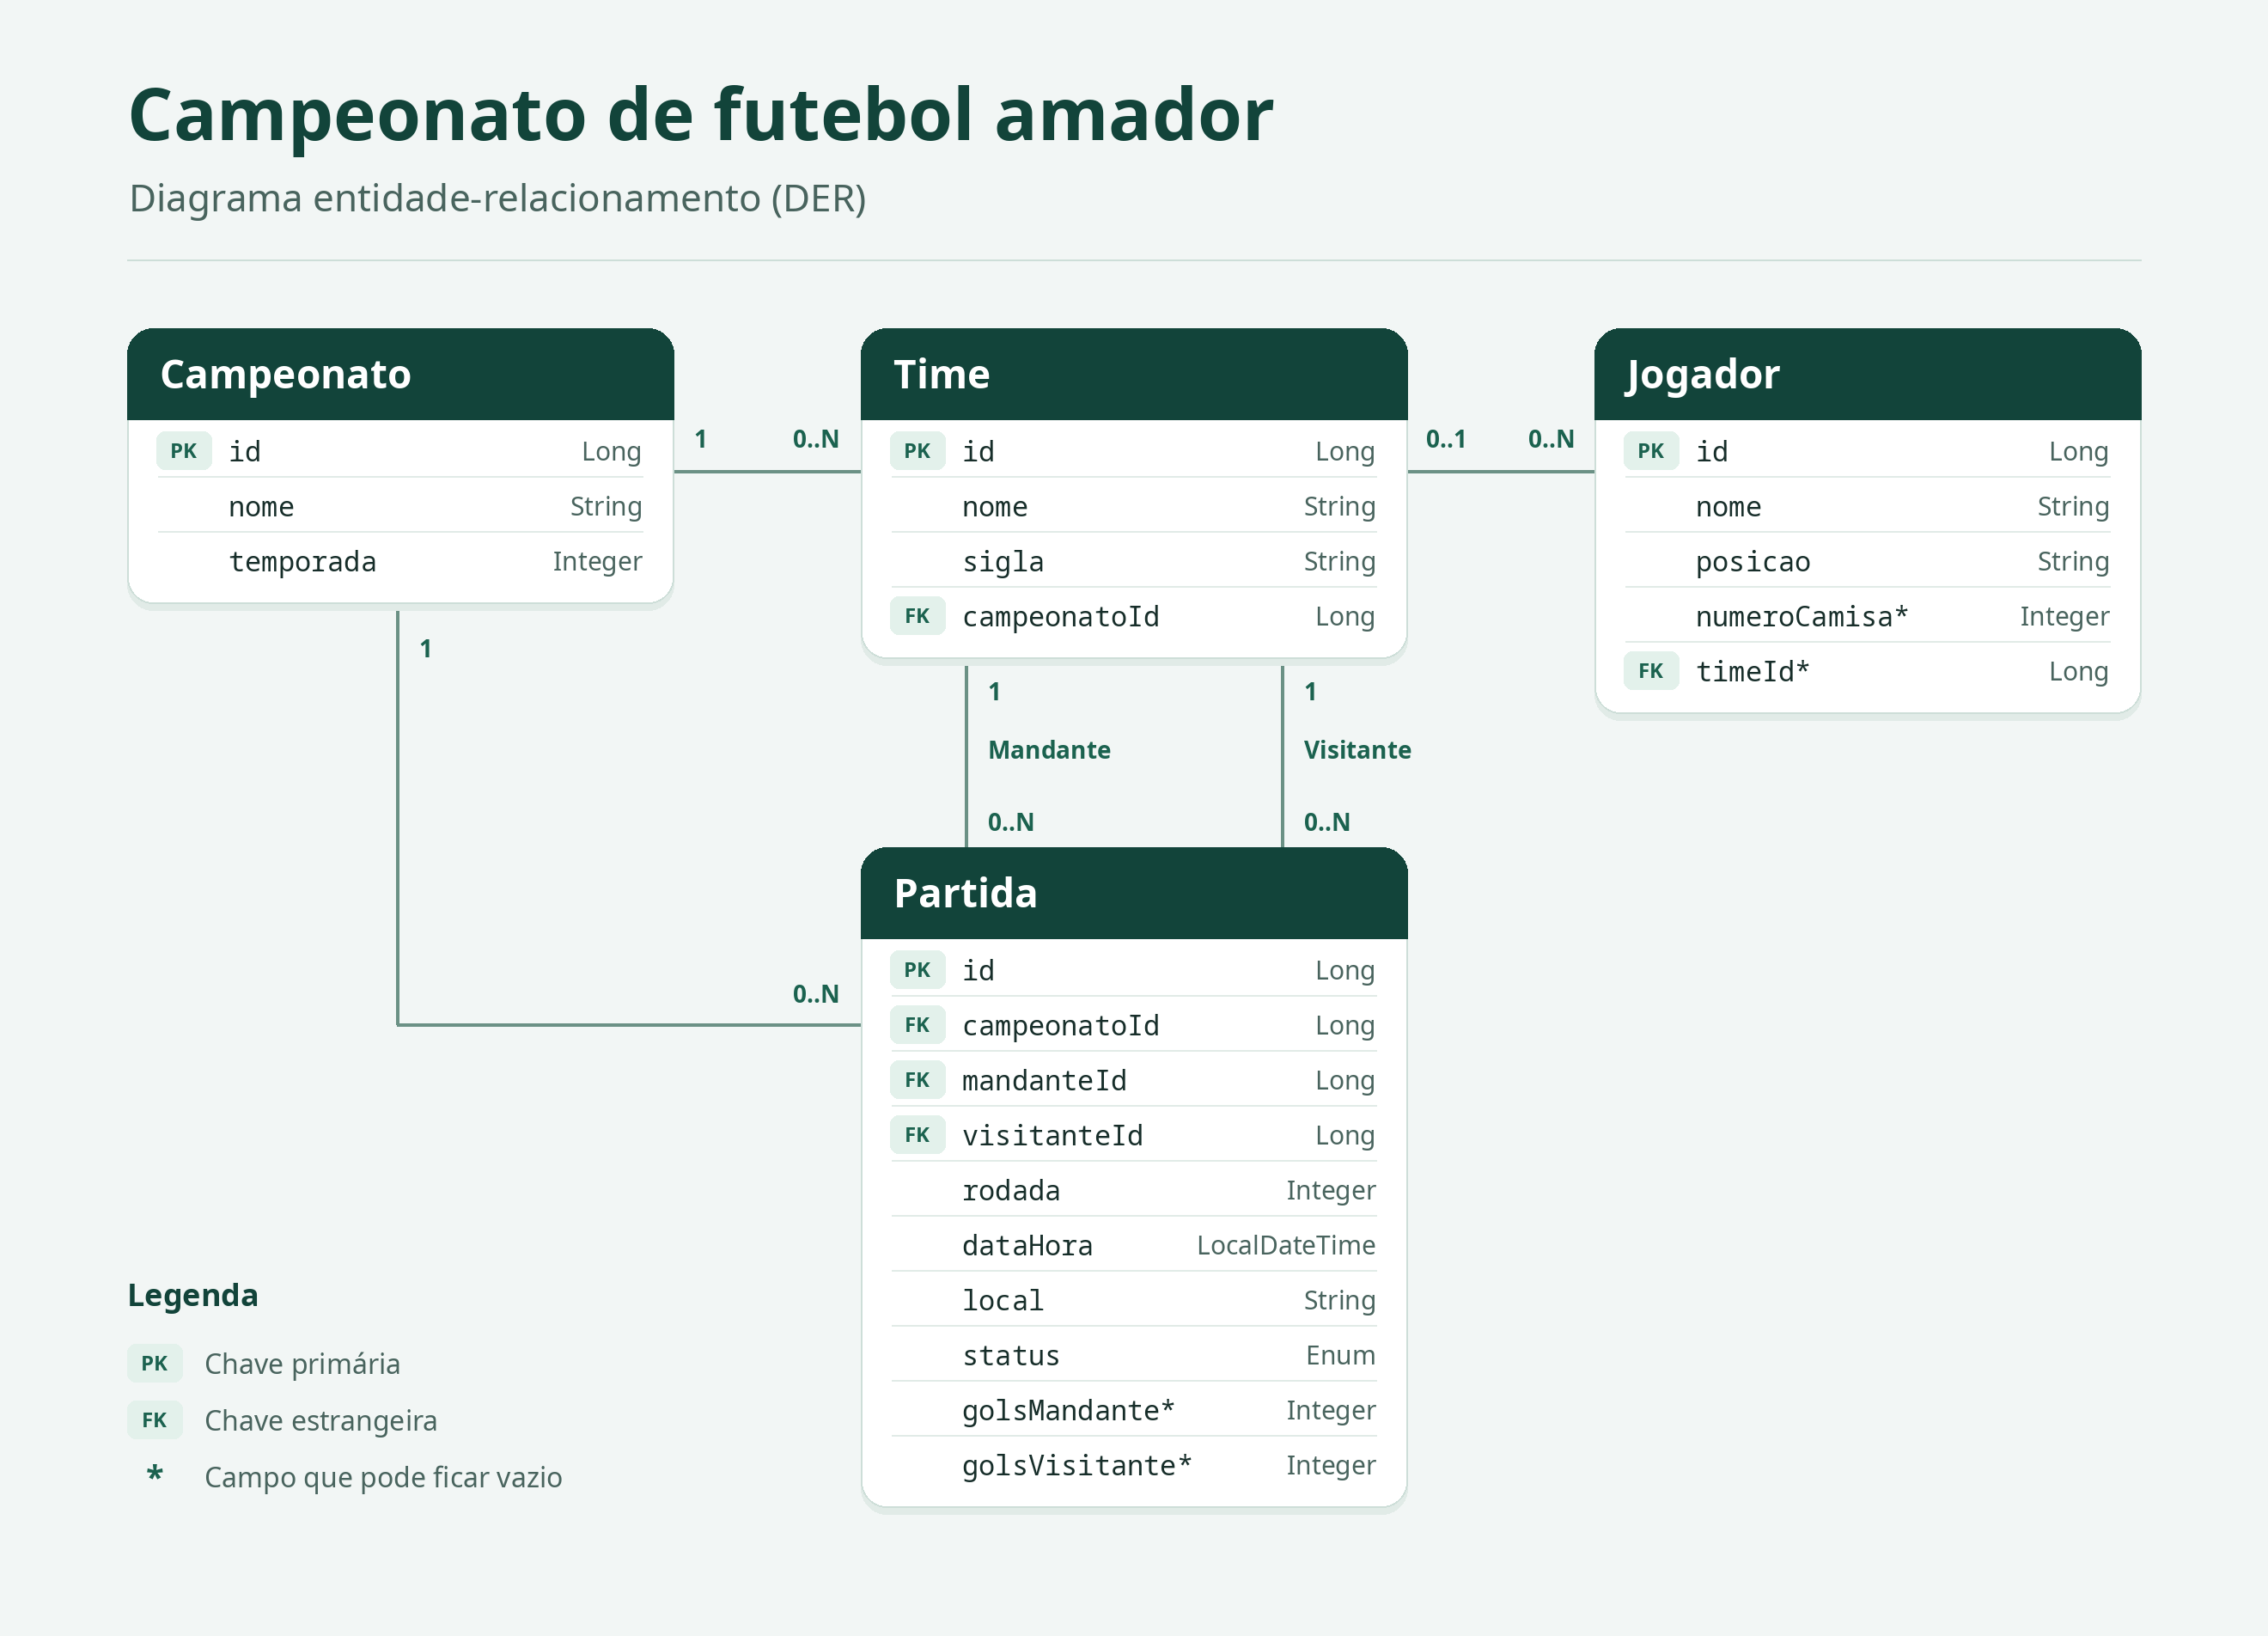 Campeonato de futebol amador
Diagrama entidade-relacionamento (DER)
Campeonato
PK id Long
nome String
temporada Integer
1 0..N
Time
PK id Long
nome String
sigla String
FK campeonatoId Long
0..1 0..N
Jogador
PK id Long
nome String
posicao String
numeroCamisa* Integer
FK timeId* Long
1
1
Mandante
0..N
1
Visitante
0..N
0..N
Partida
PK id Long
FK campeonatoId Long
FK mandanteId Long
FK visitanteId Long
rodada Integer
dataHora LocalDateTime
local String
status Enum
golsMandante* Integer
golsVisitante* Integer
Legenda
PK Chave primária
FK Chave estrangeira
* Campo que pode ficar vazio